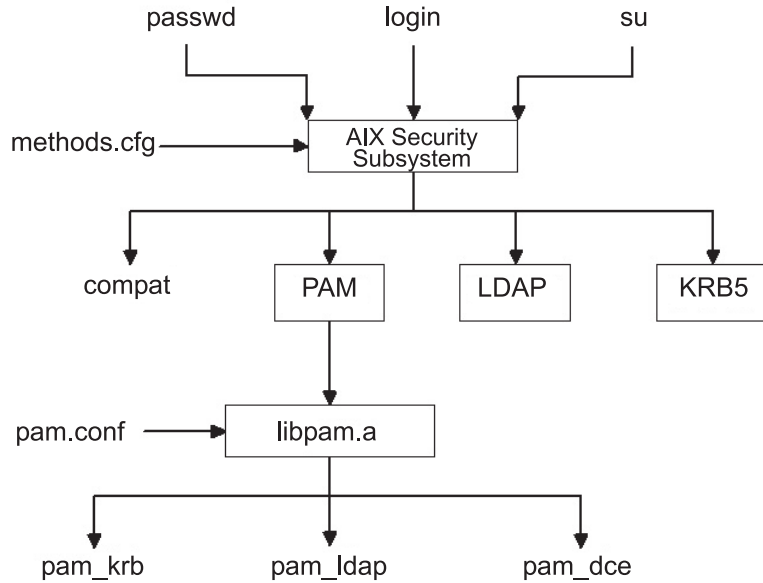 passwd
login
su
methods.cfg
AIX Security
Subsystem
compat
PAM
LDAP
KRB5
pam.conf
libpam.a
pam_krb
pam_ldap
pam_dce